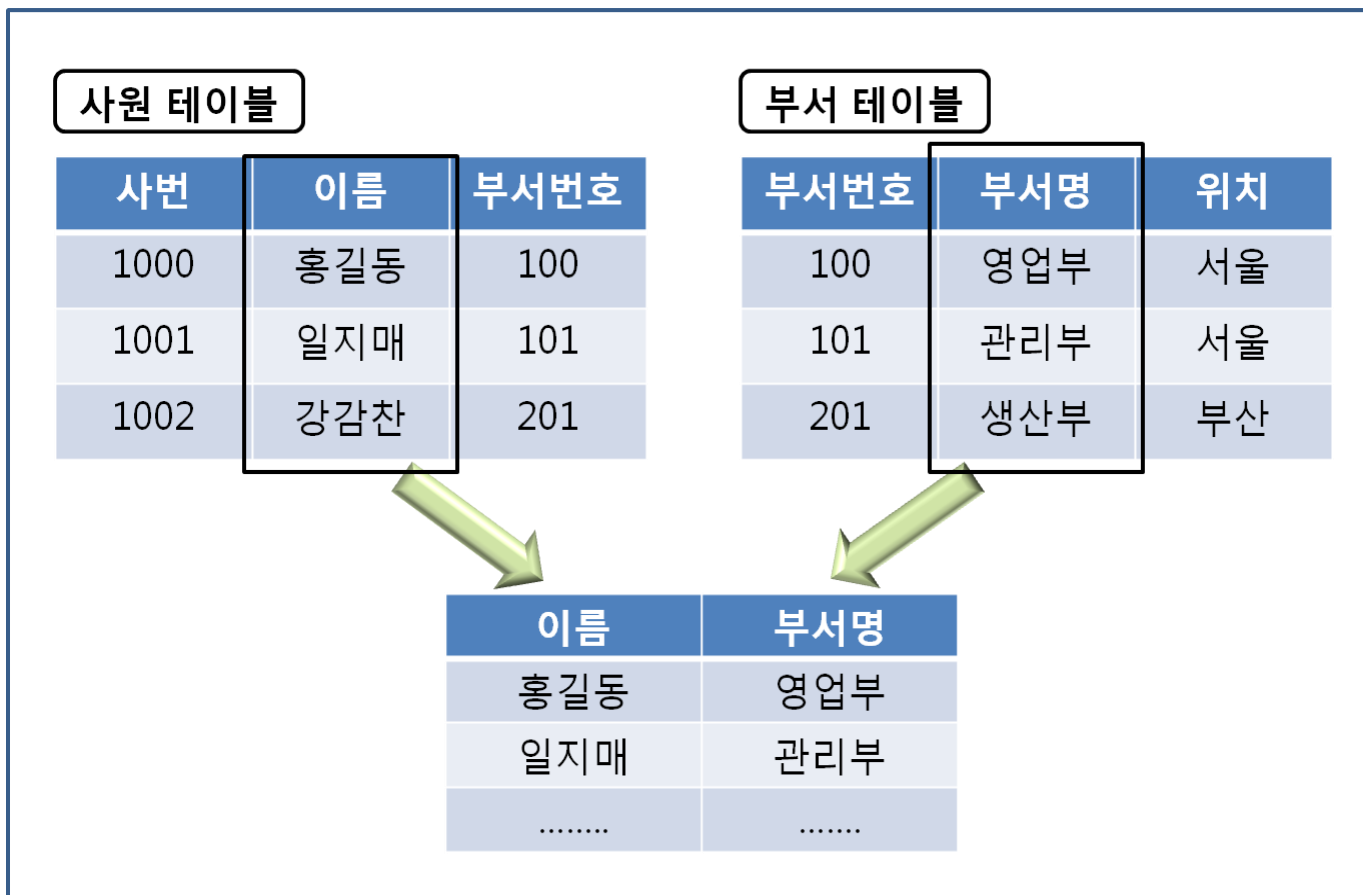 사원 테이블
부서 테이블
사번 이름 부서번호
1000 홍길동 100
1001 일지매 101
1002 강감찬 201
부서번호 부서명 위치
100 영업부 서울
101 관리부 서울
201 생산부 부산
이름 부서명
홍길동 영업부
일지매 관리부
........ .......